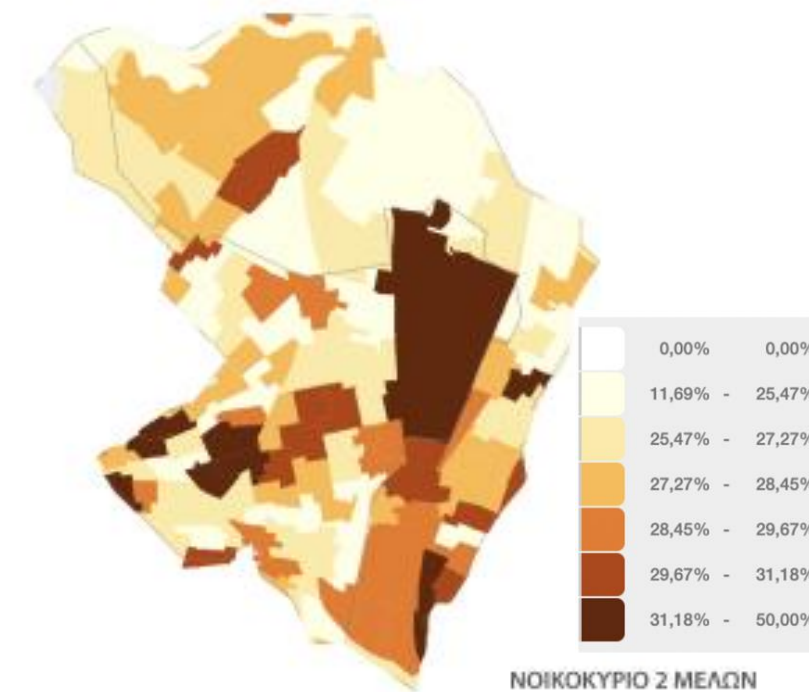 0,00% 0,00%
11,69% - 25,47%
25,47% - 27,27%
27,27% - 28,45%
28,45% - 29,67%
29,67% - 31,18%
31,18% - 50,00%
ΝΟΙΚΟΚΥΡΙΟ 2 ΜΕΛΩΝ